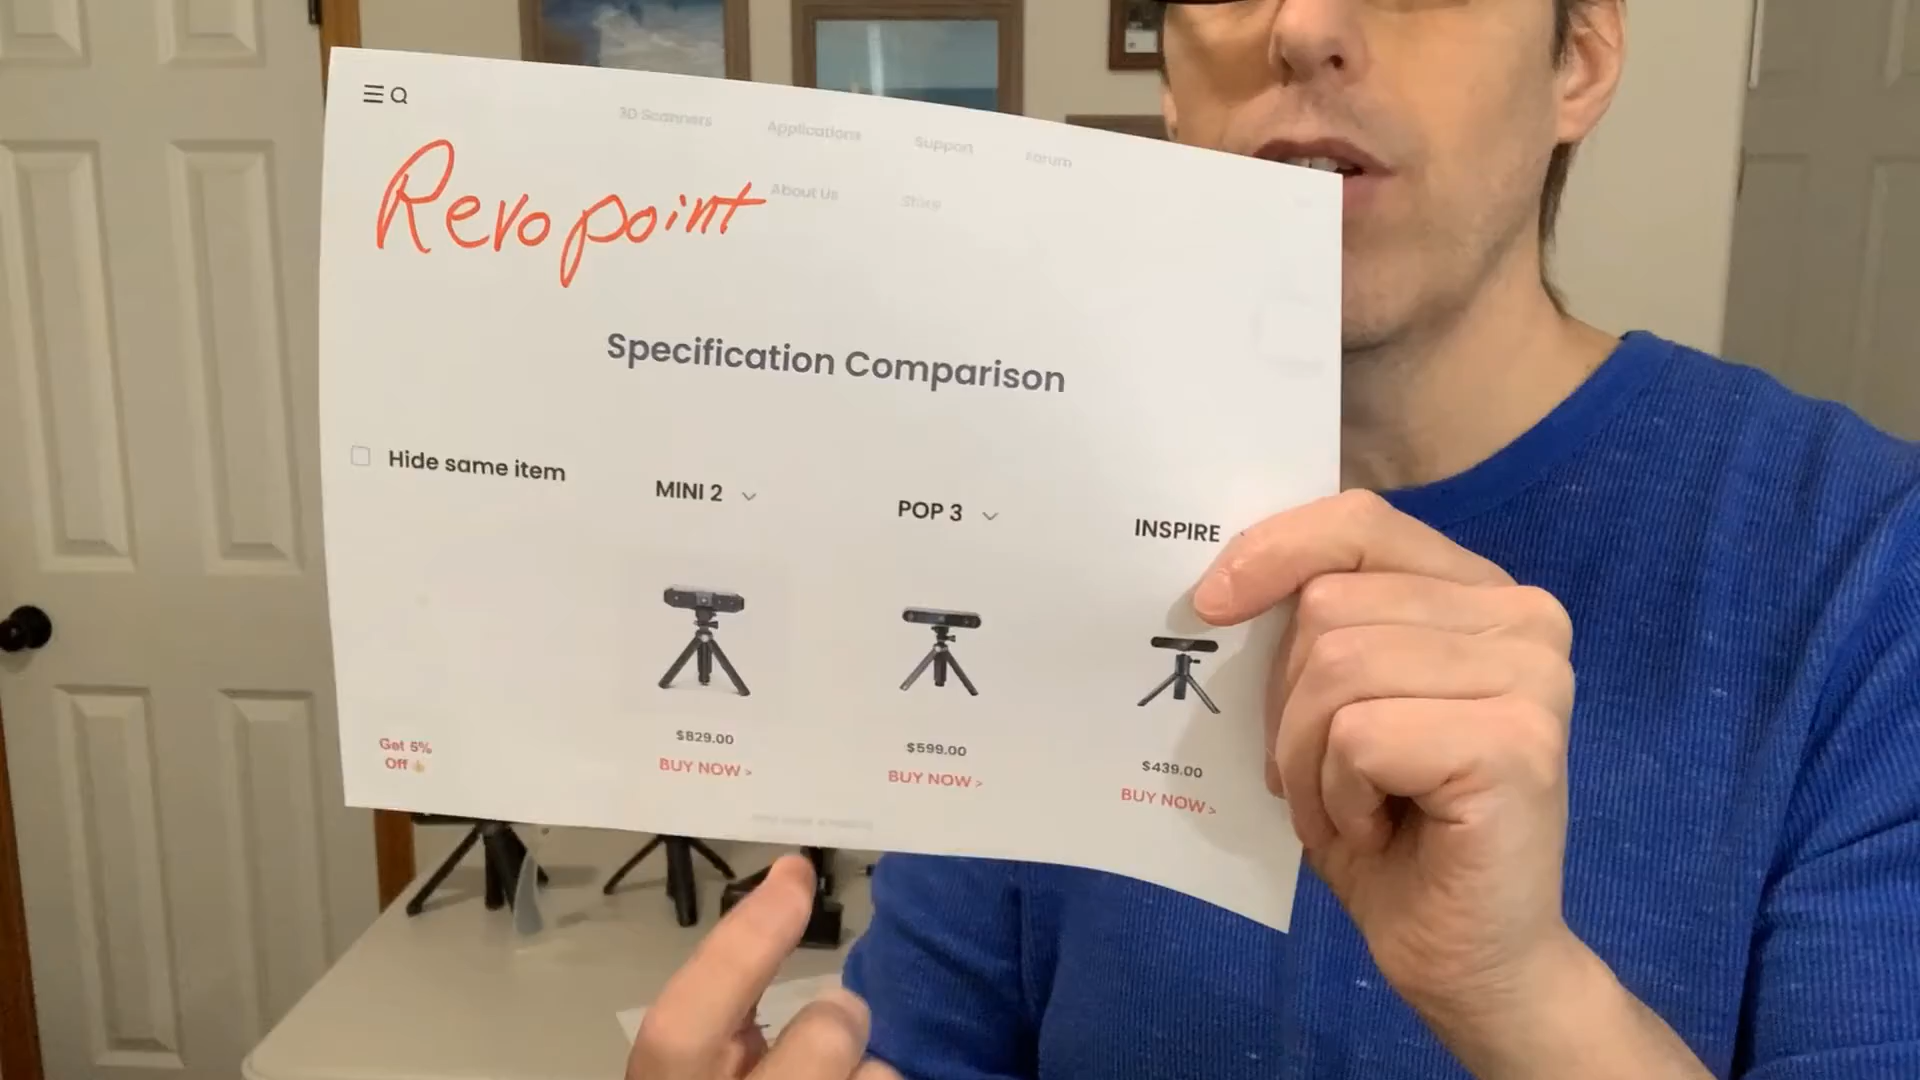 3D Scanners Applications Support Forum
About Us Store
Revopoint
Specification Comparison
Hide same item
MINI 2 POP 3 INSPIRE
$829.00 $599.00 $439.00
BUY NOW > BUY NOW > BUY NOW >
Get 5%
Off